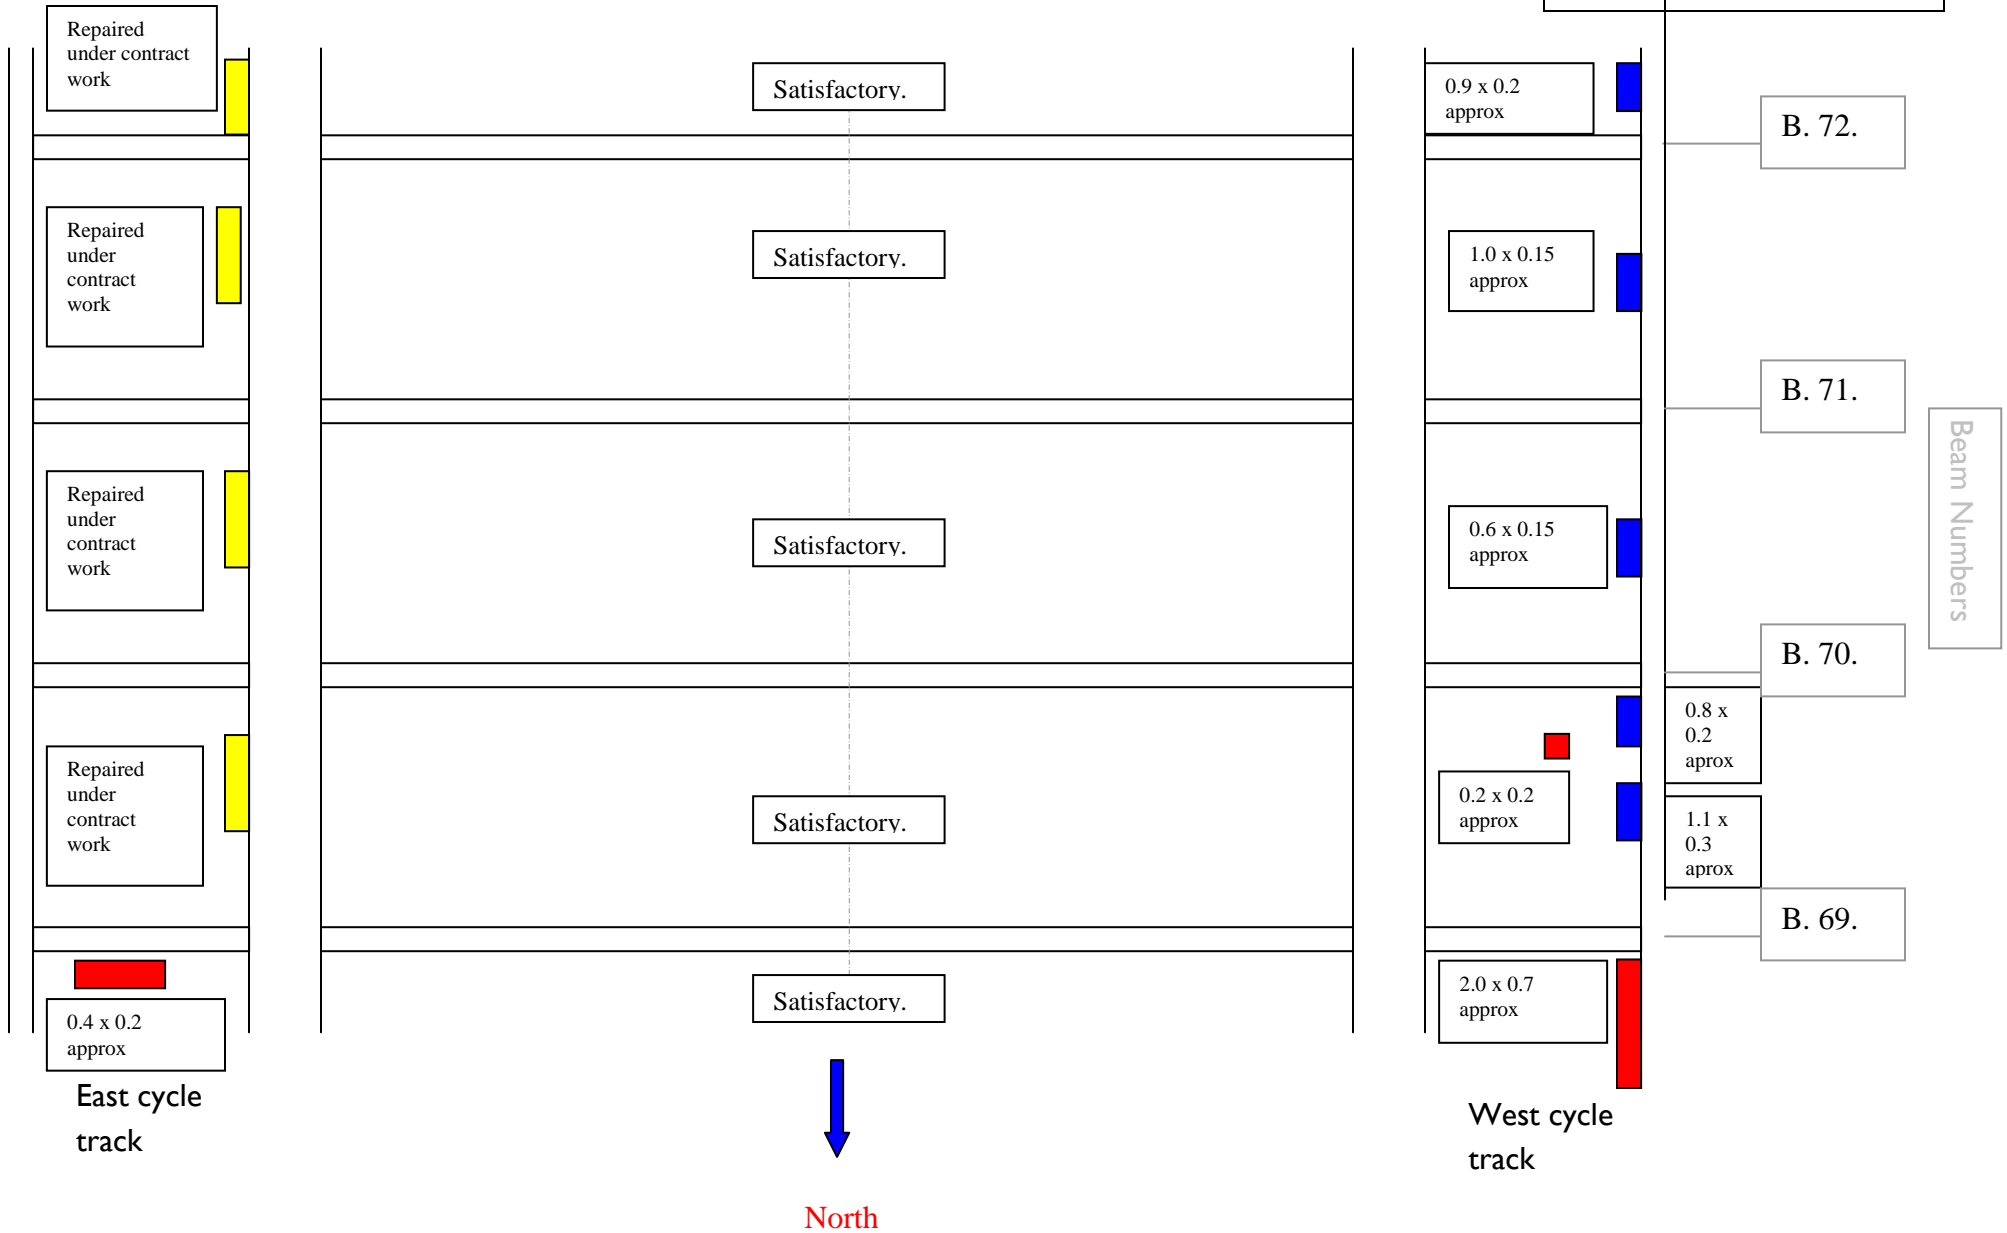 Repaired
under contract
work
Satisfactory.
0.9 x 0.2
approx
B. 72.
Repaired
under
contract
work
Satisfactory.
1.0 x 0.15
approx
B. 71.
Beam Numbers
Repaired
under
contract
work
Satisfactory.
0.6 x 0.15
approx
B. 70.
0.8 x
0.2
aprox
Repaired
under
contract
work
Satisfactory.
0.2 x 0.2
approx
1.1 x
0.3
aprox
B. 69.
0.4 x 0.2
approx
Satisfactory.
2.0 x 0.7
approx
East cycle
track
West cycle
track
North